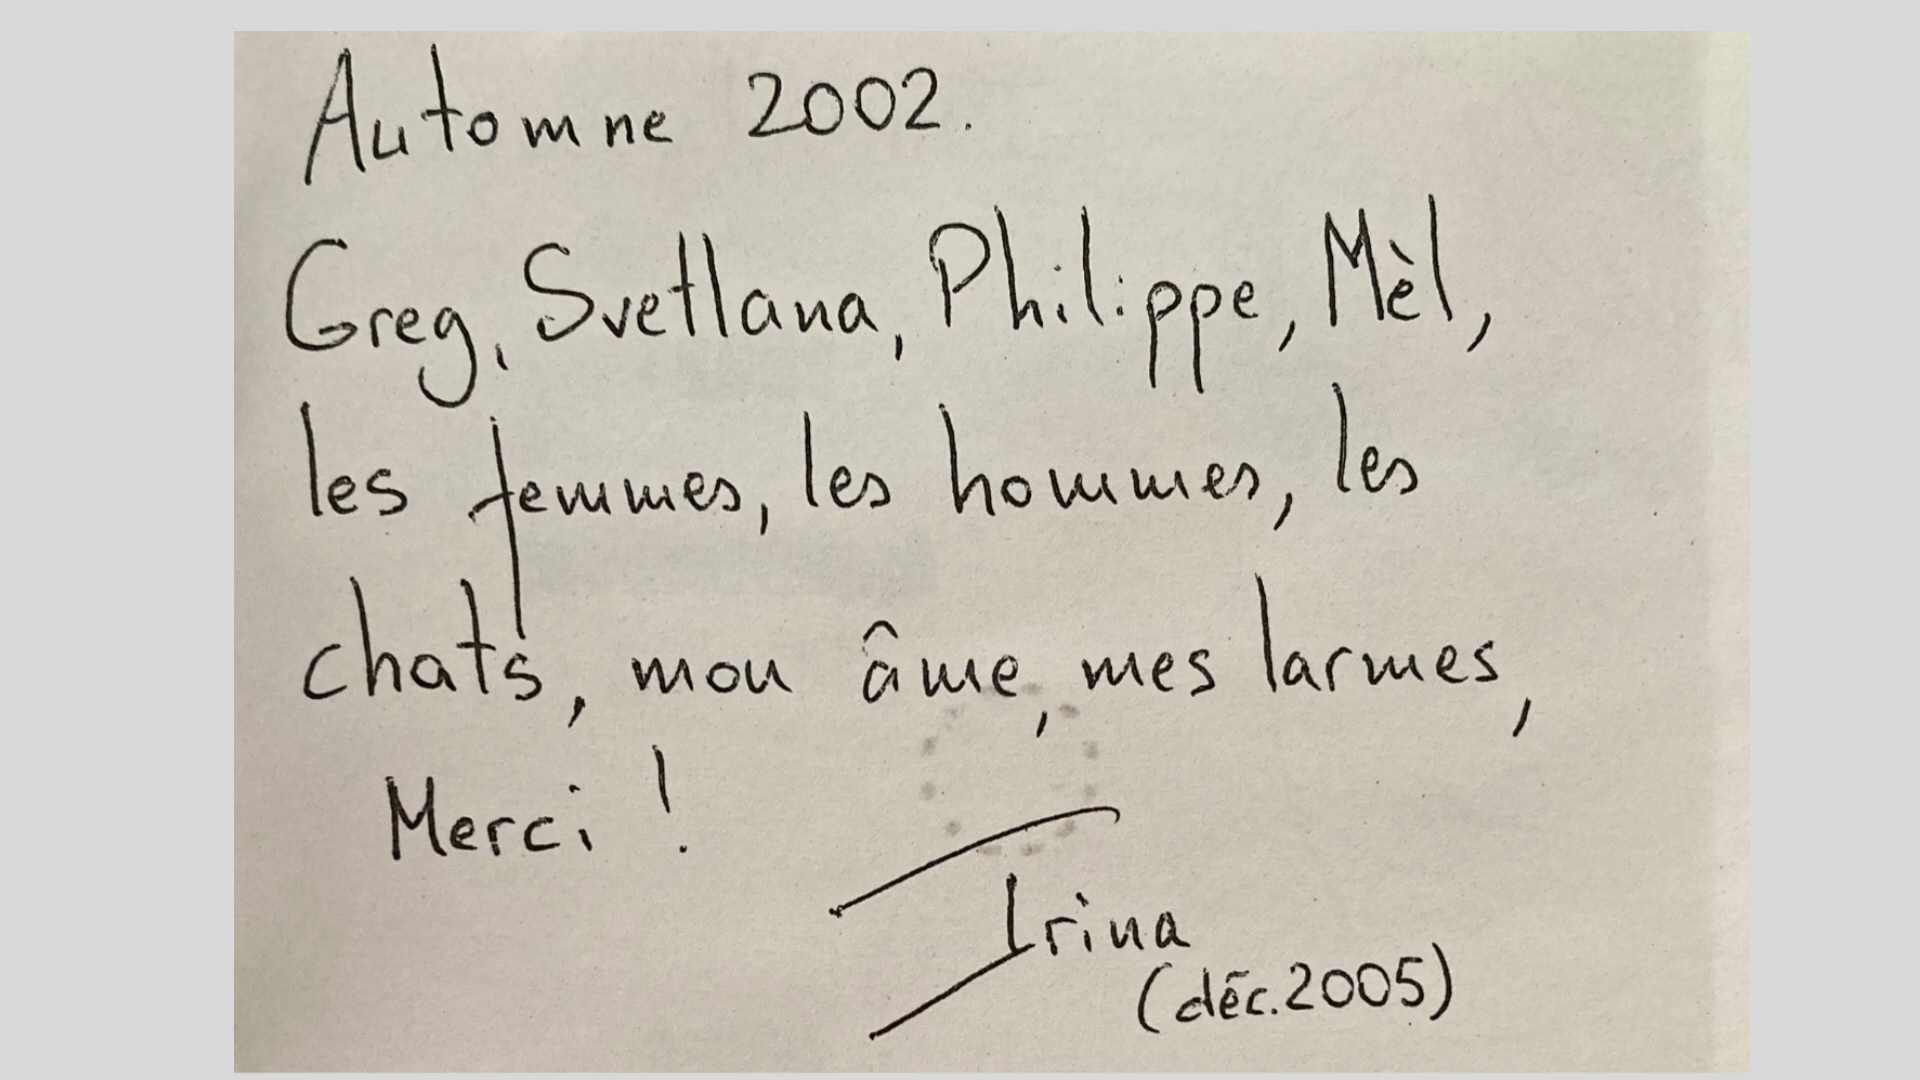 Automne 2002.
Greg, Svetlana, Philippe, Mèl,
les femmes, les hommes, les
chats, mon âme, mes larmes,
Merci !
Irina
(déc.2005)